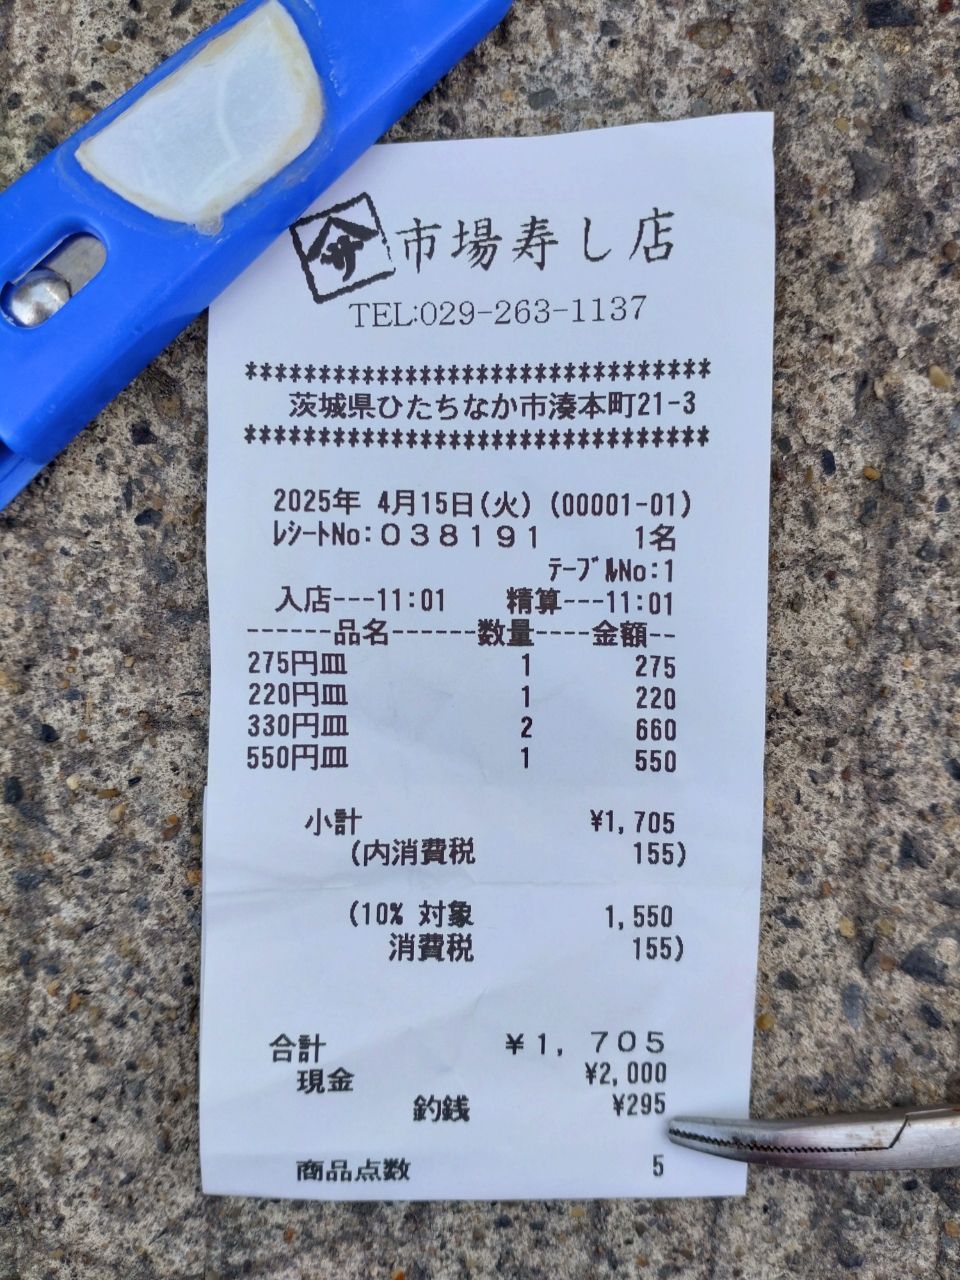 市場寿し店
TEL:029-263-1137
********************************
茨城県ひたちなか市湊本町21-3
********************************
2025年 4月15日(火) (00001-01)
ﾚｼｰﾄNo:038191 1名
ﾃｰﾌﾞﾙNo:1
入店---11:01 精算---11:01
------品名------数量----金額--
275円皿 1 275
220円皿 1 220
330円皿 2 660
550円皿 1 550
小計 ¥1,705
(内消費税 155)
(10% 対象 1,550
消費税 155)
合計 ¥1,705
現金 ¥2,000
釣銭 ¥295
商品点数 5